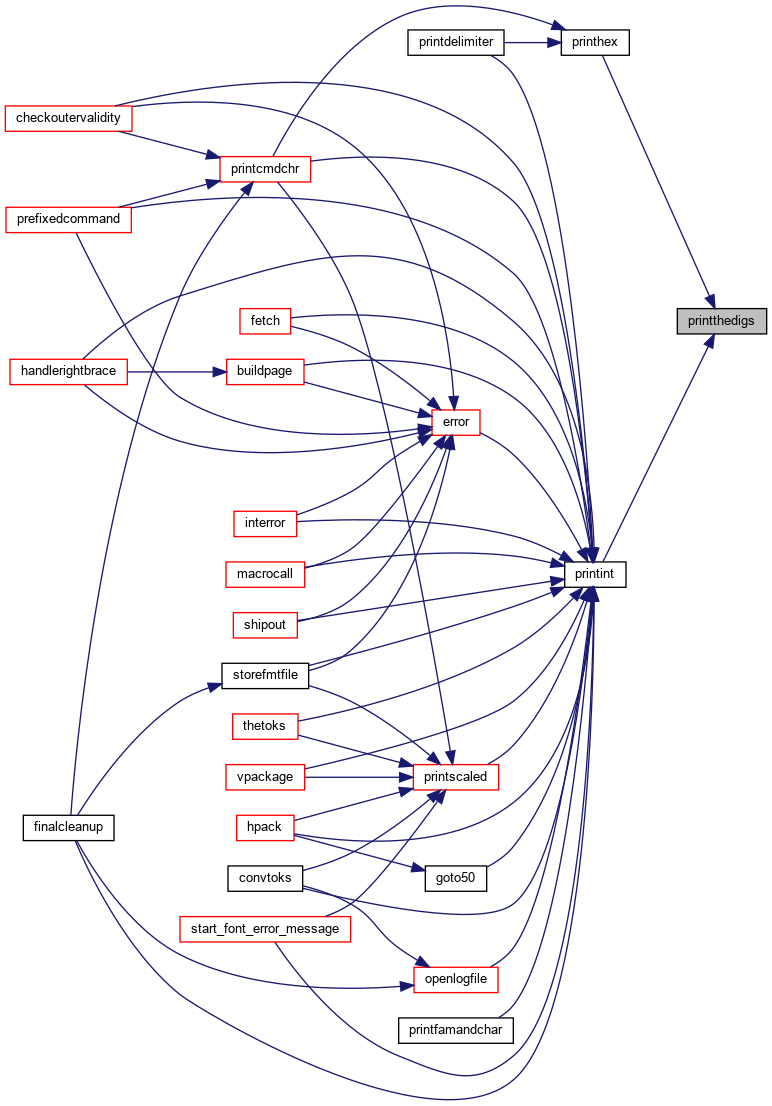 printdelimiter
printhex
checkoutervalidity
printcmdchr
prefixedcommand
fetch
printthedigs
handlerightbrace
buildpage
error
interror
macrocall
printint
shipout
storefmtfile
thetoks
vpackage
printscaled
finalcleanup
hpack
convtoks
goto50
start_font_error_message
openlogfile
printfamandchar